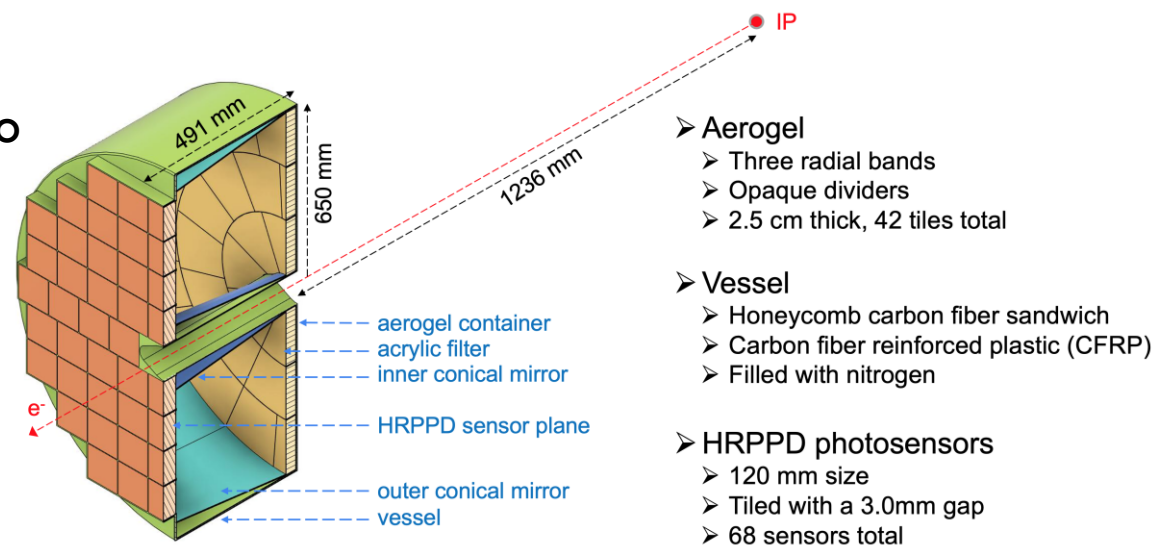 o
IP
491 mm
650 mm
1236 mm
aerogel container
acrylic filter
inner conical mirror
e-
HRPPD sensor plane
outer conical mirror
vessel
➢ Aerogel
➢ Three radial bands
➢ Opaque dividers
➢ 2.5 cm thick, 42 tiles total
➢ Vessel
➢ Honeycomb carbon fiber sandwich
➢ Carbon fiber reinforced plastic (CFRP)
➢ Filled with nitrogen
➢ HRPPD photosensors
➢ 120 mm size
➢ Tiled with a 3.0mm gap
➢ 68 sensors total